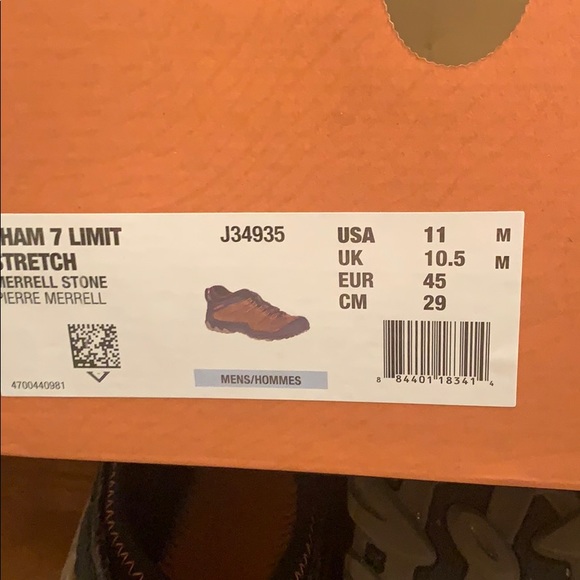 HAM 7 LIMIT
STRETCH
MERRELL STONE
PIERRE MERRELL
4700440981
J34935
MENS/HOMMES
USA 11 M
UK 10.5 M
EUR 45
CM 29
8 84401 18341 4